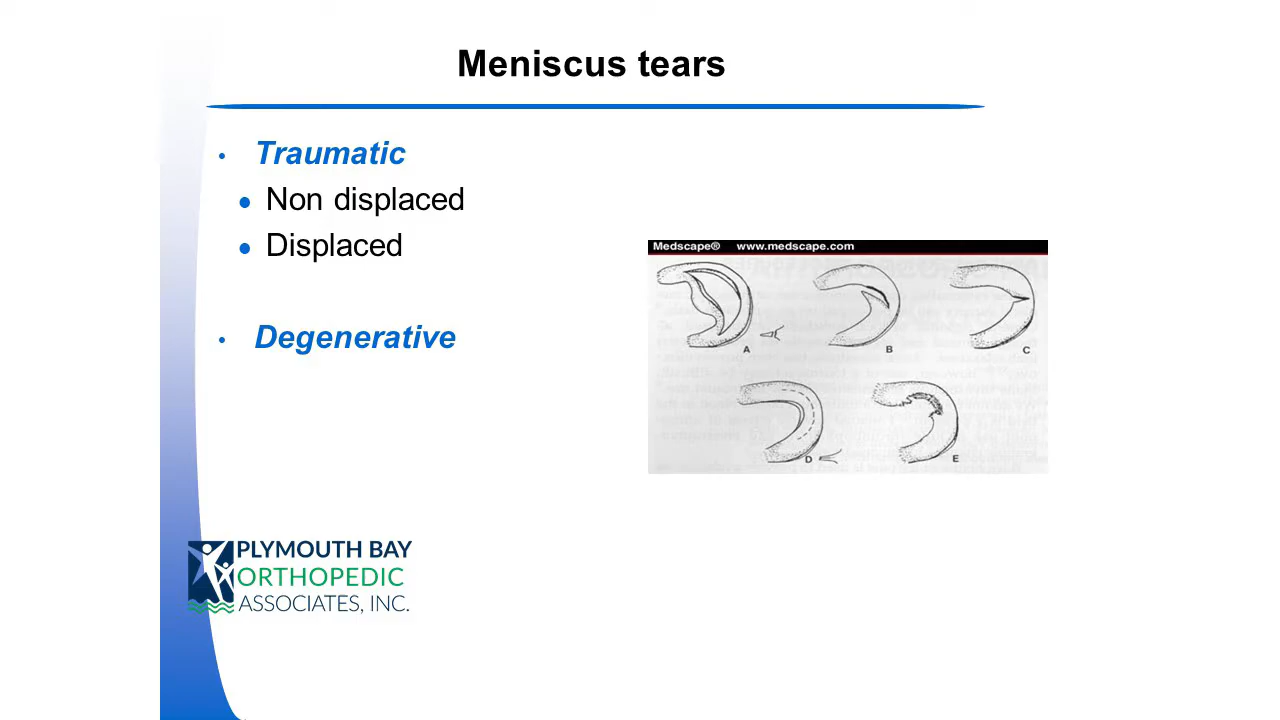 Meniscus tears
• Traumatic
● Non displaced
● Displaced
• Degenerative
Medscape® www.medscape.com
A
B
C
D
E
PLYMOUTH BAY
ORTHOPEDIC
ASSOCIATES, INC.